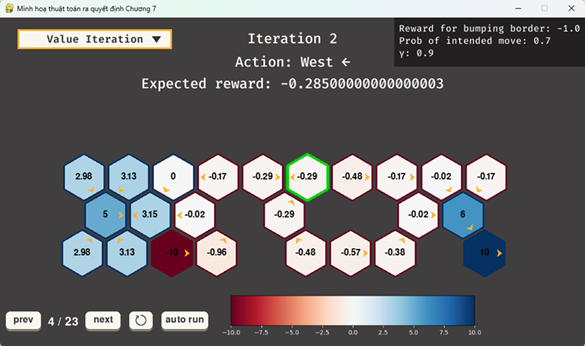 Minh hoạ thuật toán ra quyết định Chương 7
Value Iteration ▼
Iteration 2
Action: West ←
Expected reward: -0.28500000000000003
Reward for bumping border: -1.0
Prob of intended move: 0.7
γ: 0.9
2.98 3.13 0 -0.17 -0.29 -0.29 -0.48 -0.17 -0.02 -0.17
5 3.15 -0.02 -0.29 -0.02 6
2.98 3.13 -10 -0.96 -0.48 -0.57 -0.38 10
prev 4 / 23 next auto run
-10.0 -7.5 -5.0 -2.5 0.0 2.5 5.0 7.5 10.0